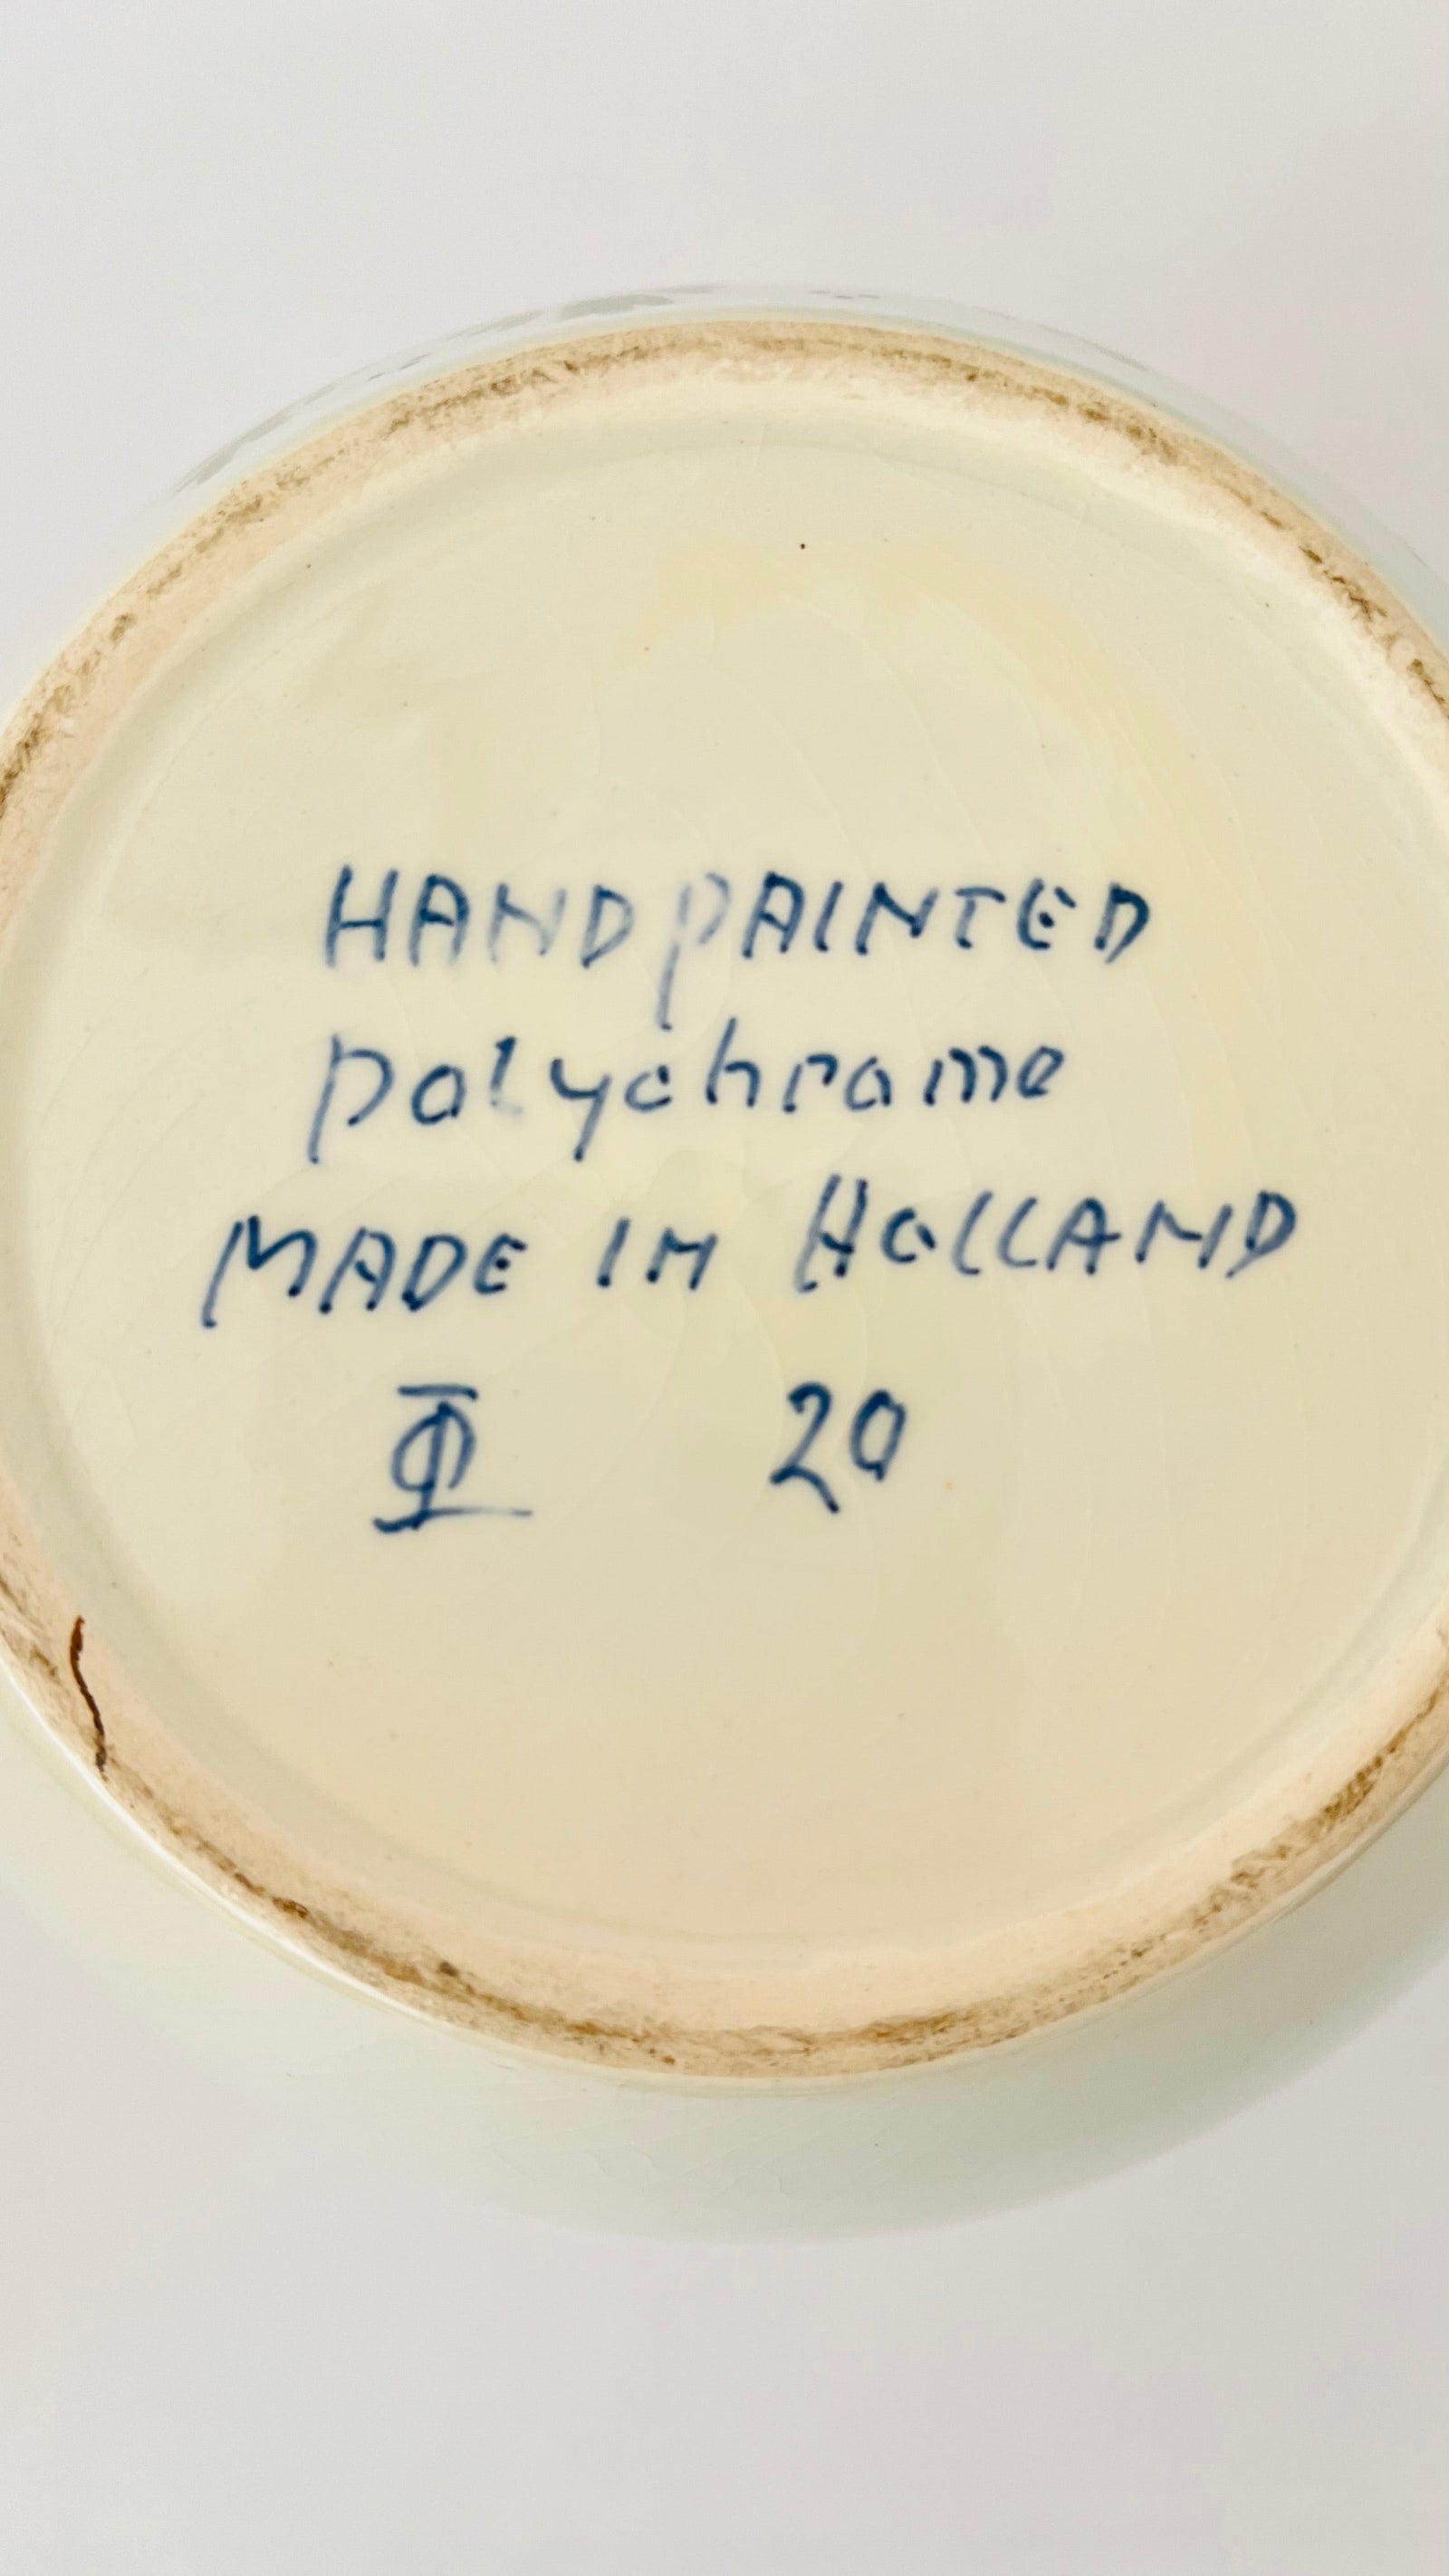 HANDPAINTED
polychrome
MADE IN HOLLAND
20